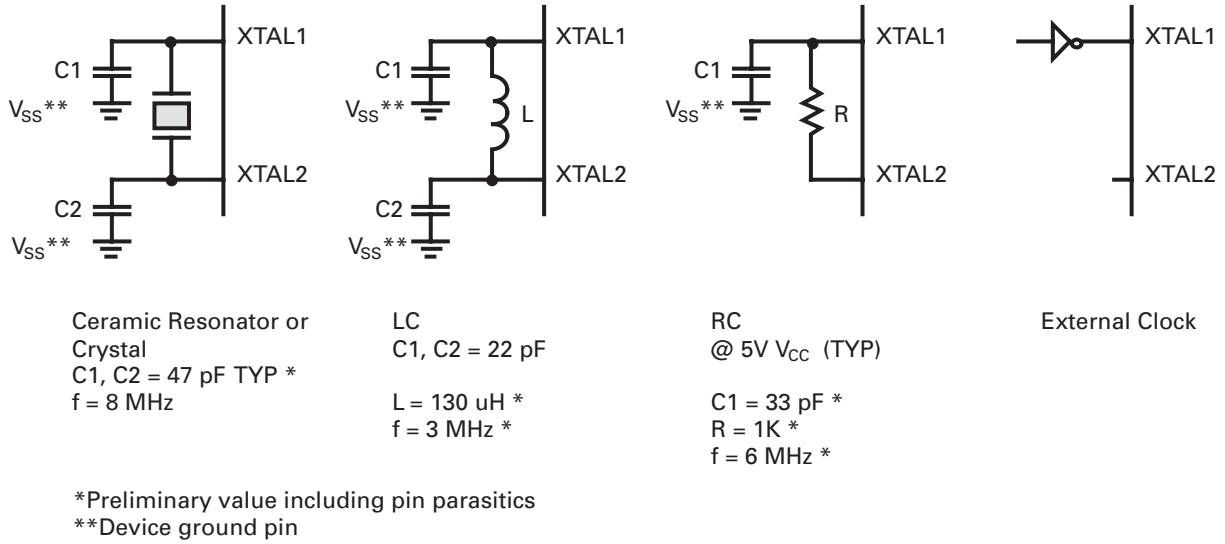 XTAL1
C1
VSS**
XTAL2
C2
VSS**
Ceramic Resonator or
Crystal
C1, C2 = 47 pF TYP *
f = 8 MHz
XTAL1
C1
VSS**
L
XTAL2
C2
VSS**
LC
C1, C2 = 22 pF
L = 130 uH *
f = 3 MHz *
XTAL1
C1
VSS**
R
XTAL2
RC
@ 5V VCC (TYP)
C1 = 33 pF *
R = 1K *
f = 6 MHz *
XTAL1
XTAL2
External Clock
*Preliminary value including pin parasitics
**Device ground pin